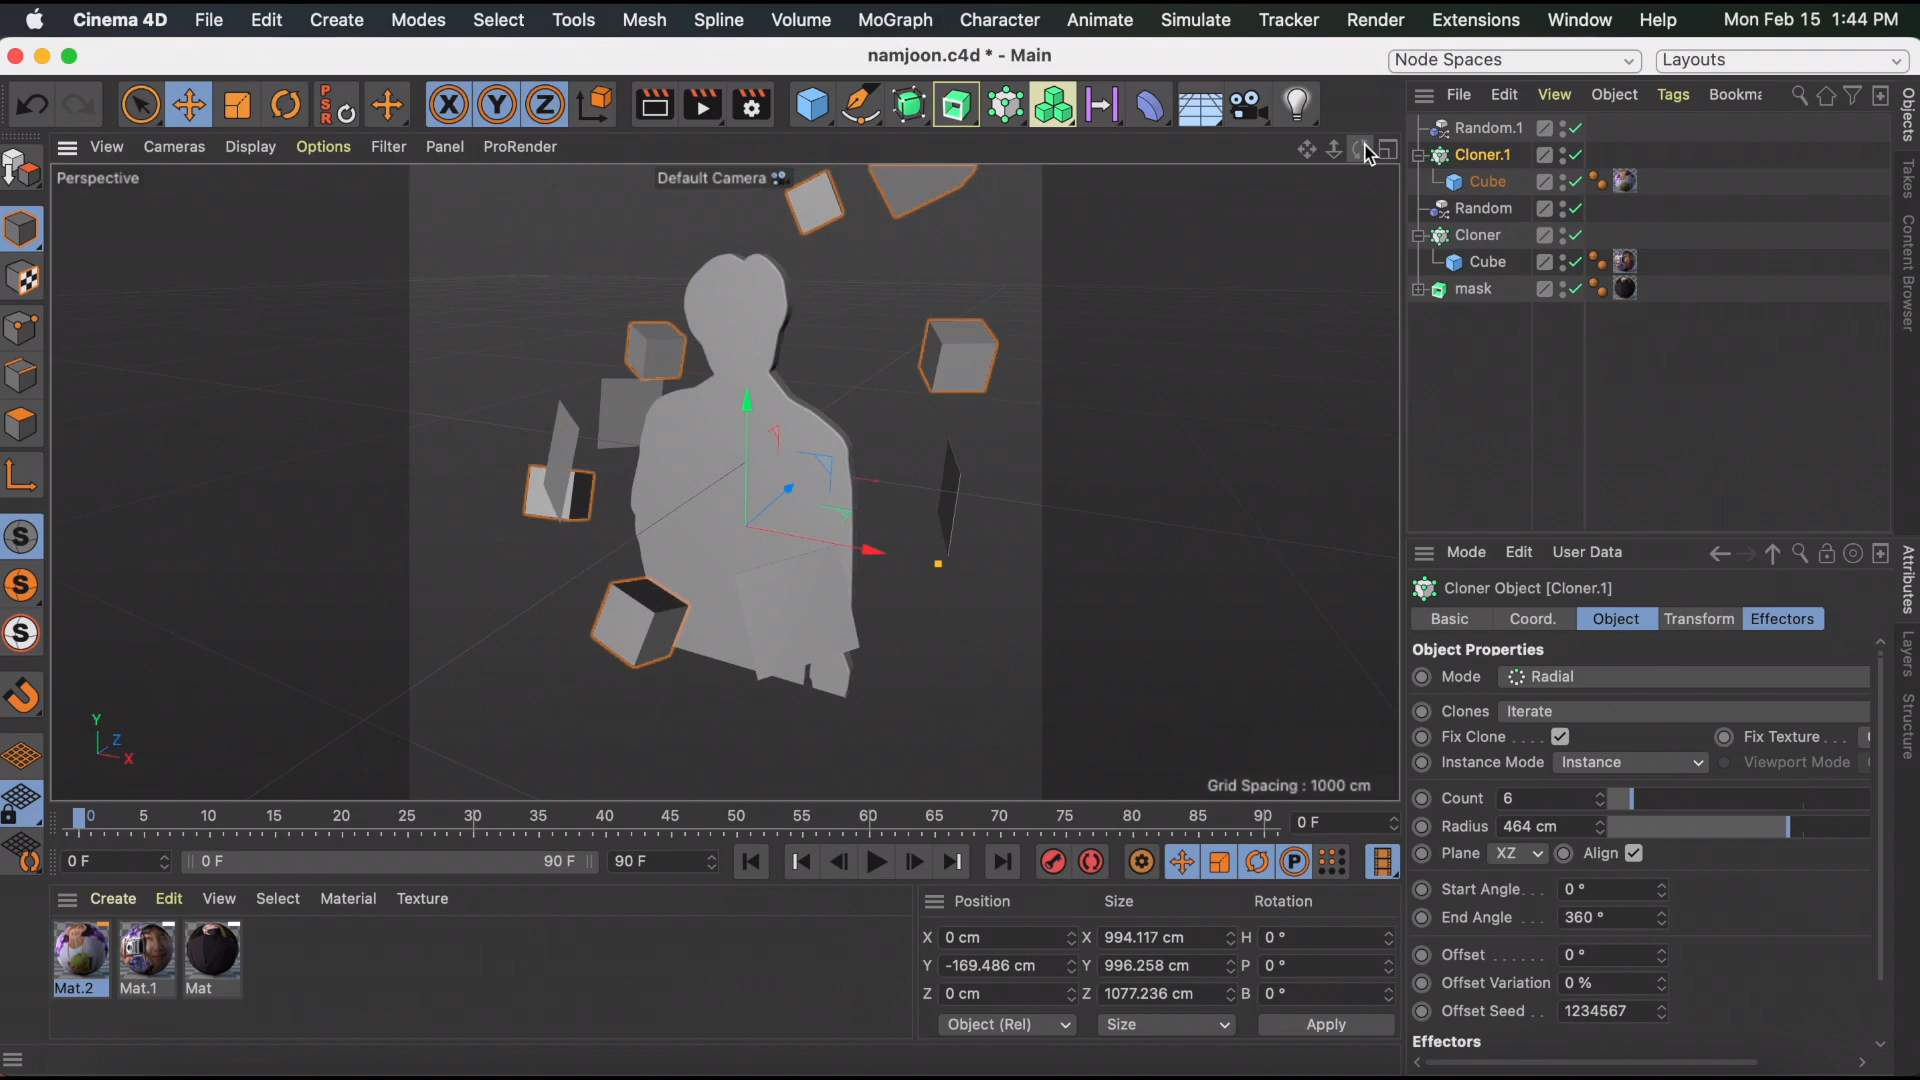 Cinema 4D File Edit Create Modes Select Tools Mesh Spline Volume MoGraph Character Animate Simulate Tracker Render Extensions Window Help Mon Feb 15 1:44 PM
namjoon.c4d * - Main
Node Spaces Layouts
PSR X Y Z
File Edit View Object Tags Bookma
View Cameras Display Options Filter Panel ProRender
Perspective
Default Camera
Random.1
Cloner.1
Cube
Random
Cloner
Cube
mask
Objects
Takes
Content Browser
Y
Z
X
Grid Spacing : 1000 cm
Mode Edit User Data
Cloner Object [Cloner.1]
Basic Coord. Object Transform Effectors
Object Properties
Mode Radial
Clones Iterate
Fix Clone .... Fix Texture ...
Instance Mode Instance Viewport Mode
Count 6
Radius 464 cm
Plane XZ Align
Start Angle. .. 0 °
End Angle ... 360 °
Offset ...... 0 °
Offset Variation 0 %
Offset Seed .. 1234567
Effectors
Attributes
Layers
Structure
0 5 10 15 20 25 30 35 40 45 50 55 60 65 70 75 80 85 90 0 F
0 F 0 F 90 F 90 F
P
Create Edit View Select Material Texture
Mat.2 Mat.1 Mat
Position Size Rotation
X 0 cm X 994.117 cm H 0 °
Y -169.486 cm Y 996.258 cm P 0 °
Z 0 cm Z 1077.236 cm B 0 °
Object (Rel) Size Apply
S
S
S